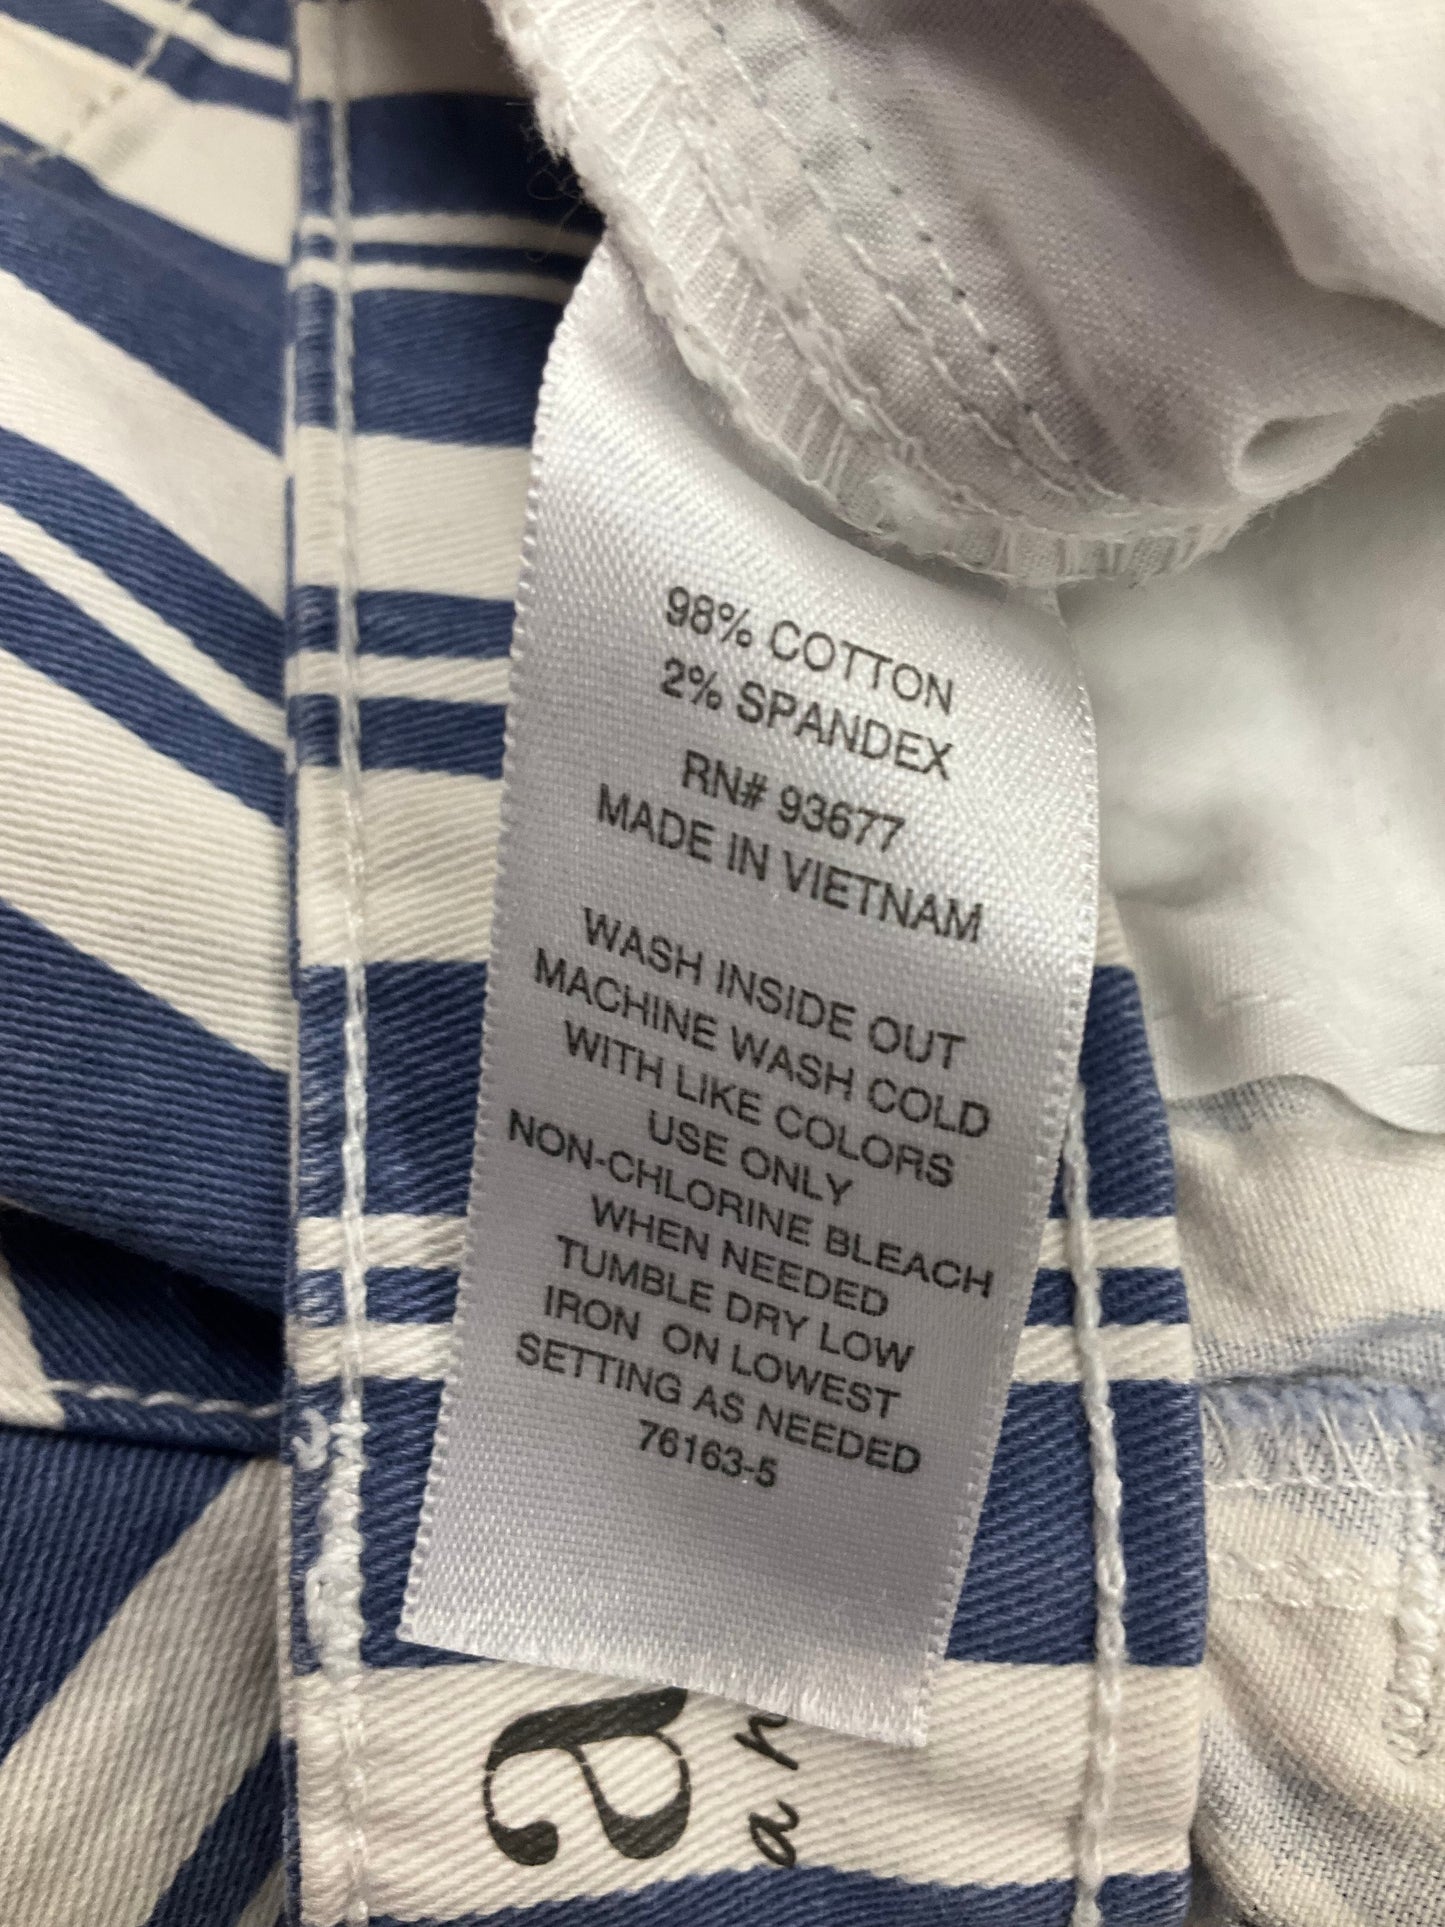 98% COTTON
2% SPANDEX
RN# 93677
MADE IN VIETNAM
WASH INSIDE OUT
MACHINE WASH COLD
WITH LIKE COLORS
USE ONLY
NON-CHLORINE BLEACH
WHEN NEEDED
TUMBLE DRY LOW
IRON ON LOWEST
SETTING AS NEEDED
76163-5
a
an